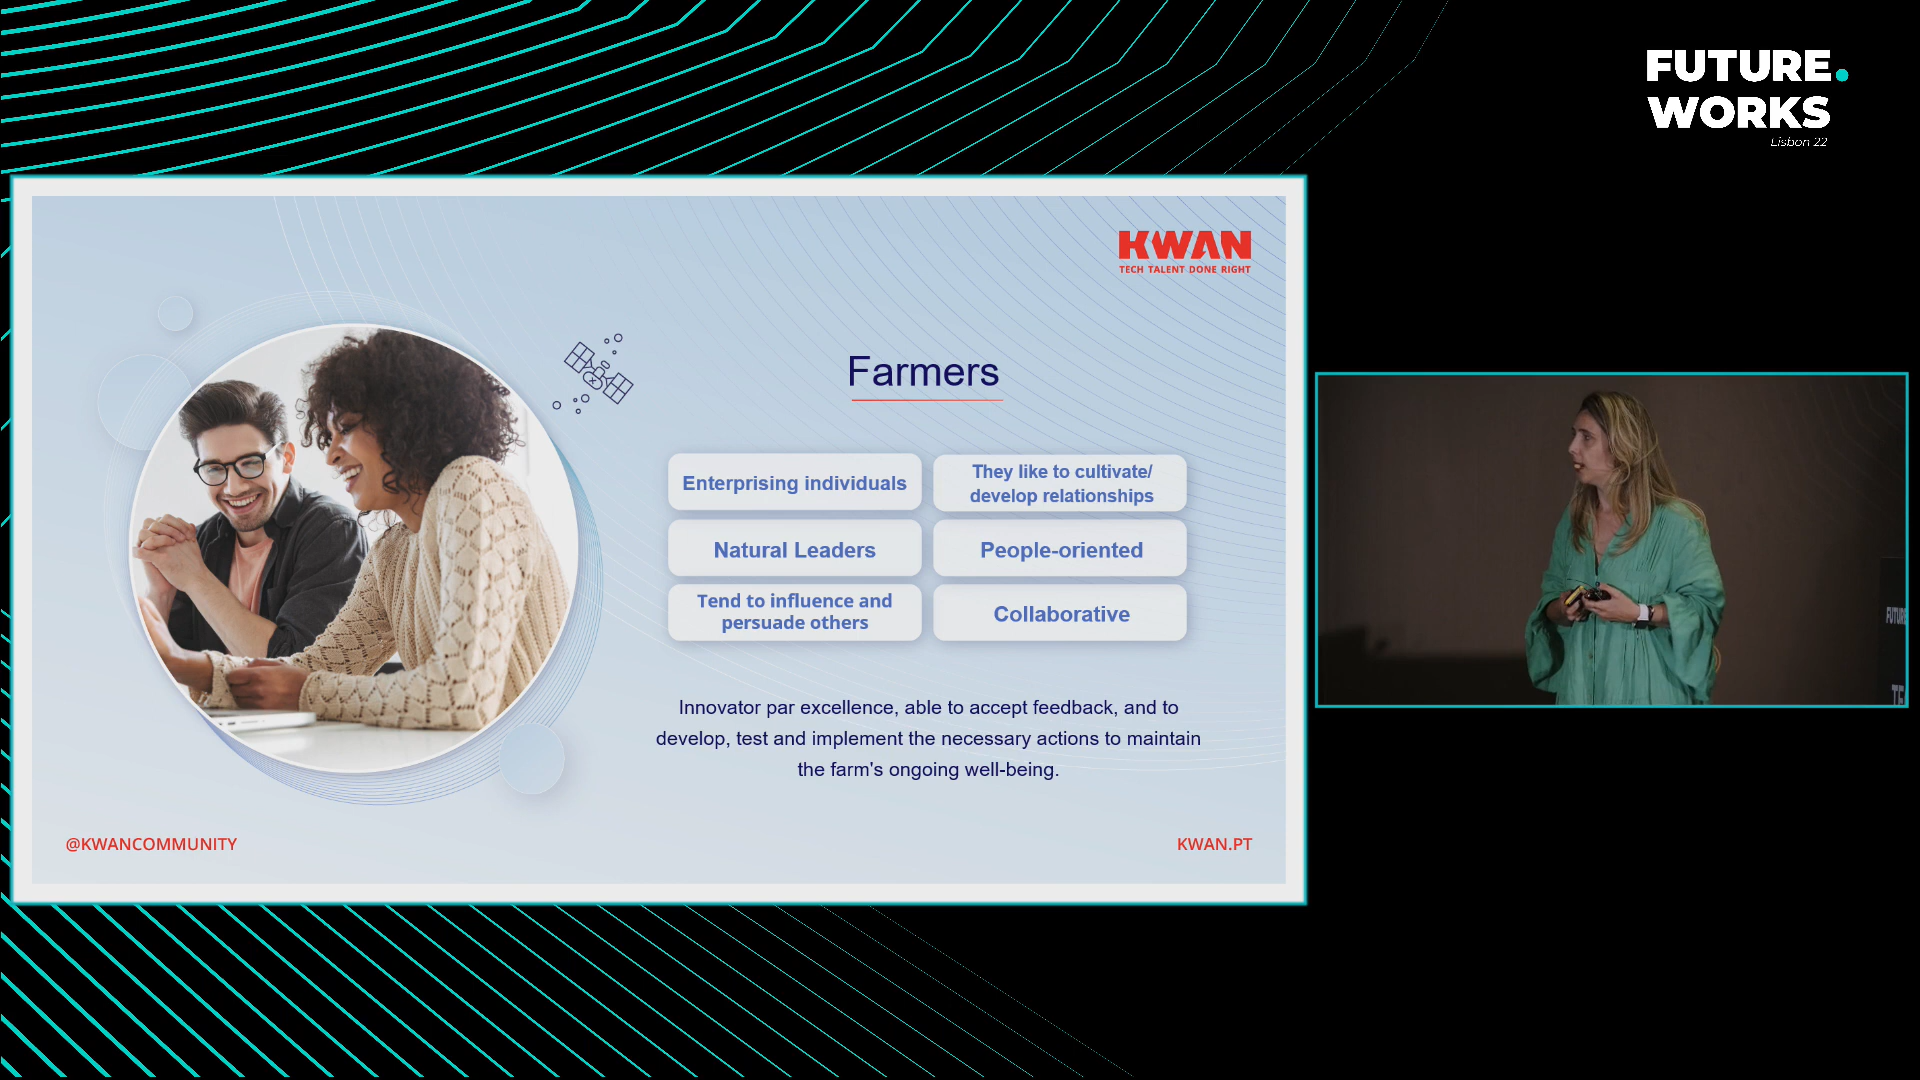 FUTURE.
WORKS
Lisbon 22
KWAN
TECH TALENT DONE RIGHT
Farmers
Enterprising individuals
They like to cultivate/
develop relationships
Natural Leaders
People-oriented
Tend to influence and
persuade others
Collaborative
Innovator par excellence, able to accept feedback, and to
develop, test and implement the necessary actions to maintain
the farm's ongoing well-being.
@KWANCOMMUNITY
KWAN.PT
FUTURE
TE